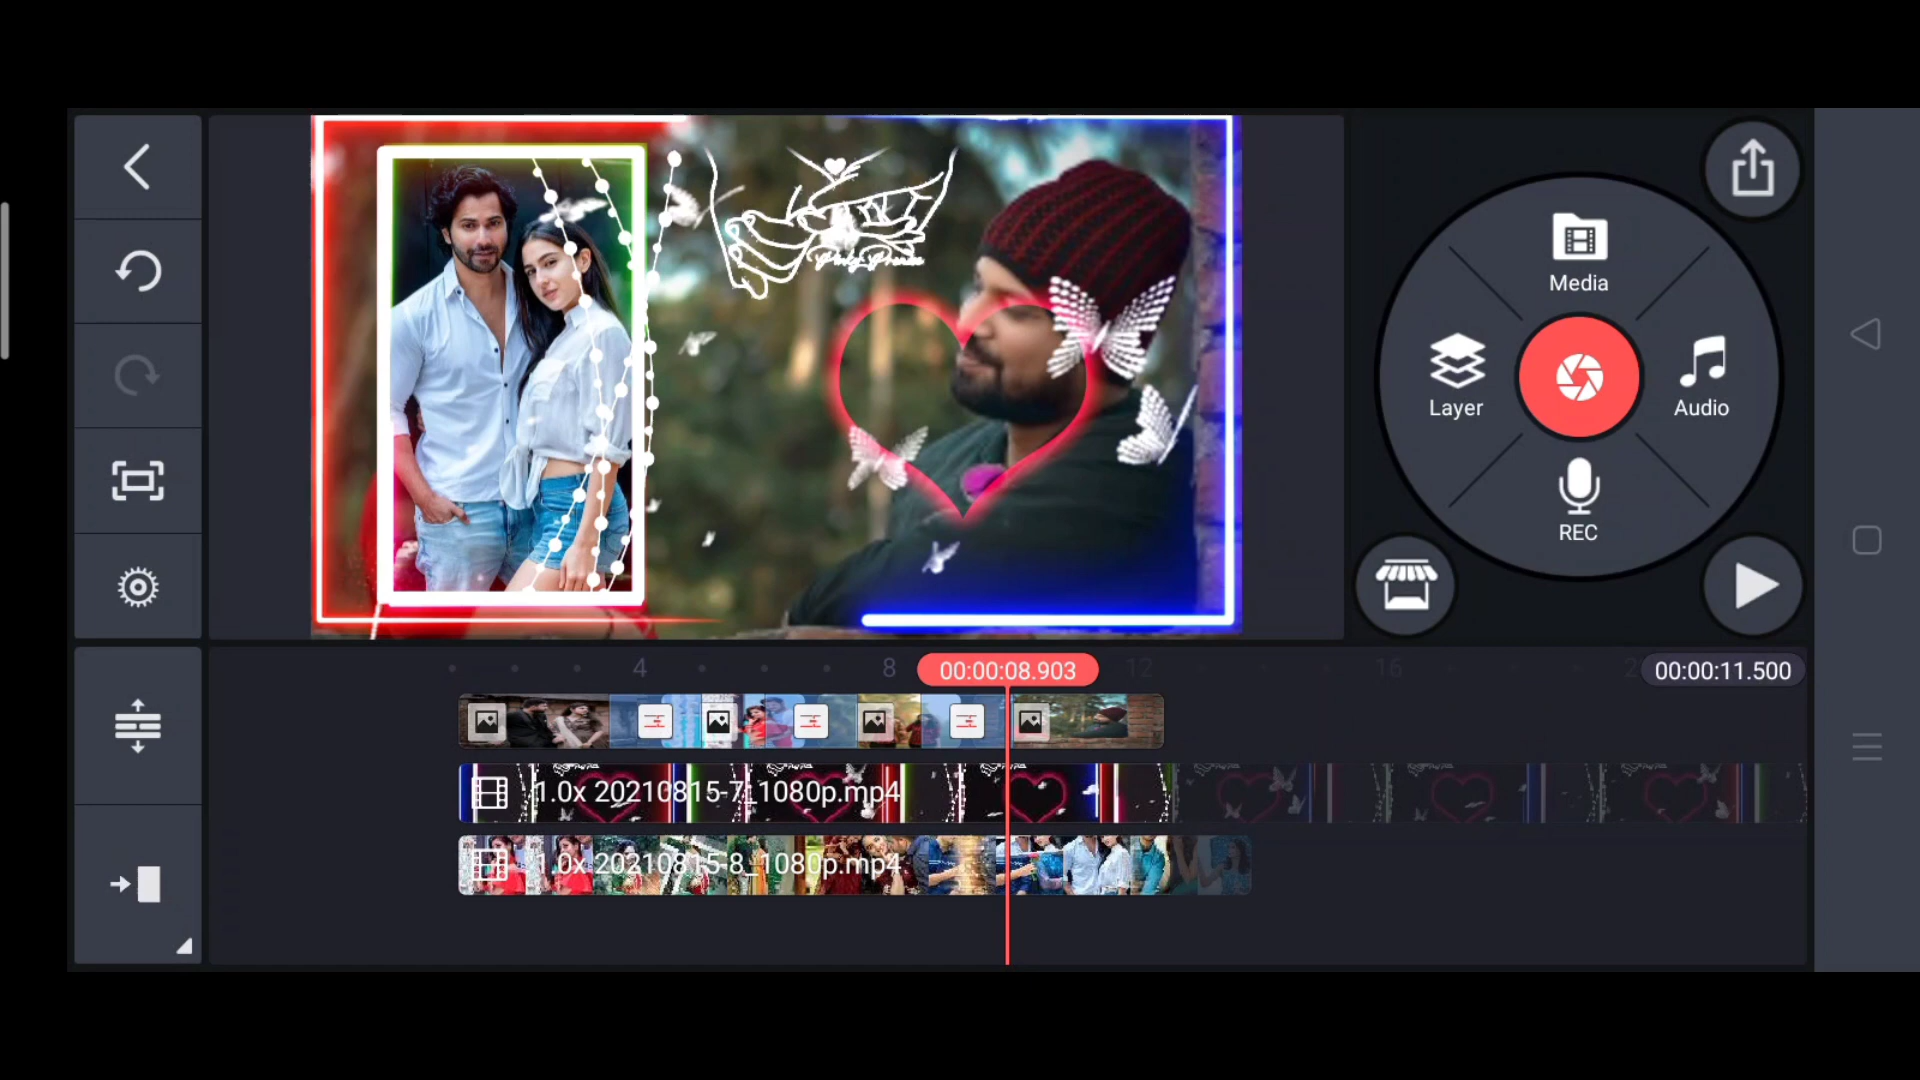 Media
Layer
Audio
REC
4
8
00:00:08.903
12
16
00:00:11.500
1.0x 20210815-7_1080p.mp4
1.0x 20210815-8_1080p.mp4